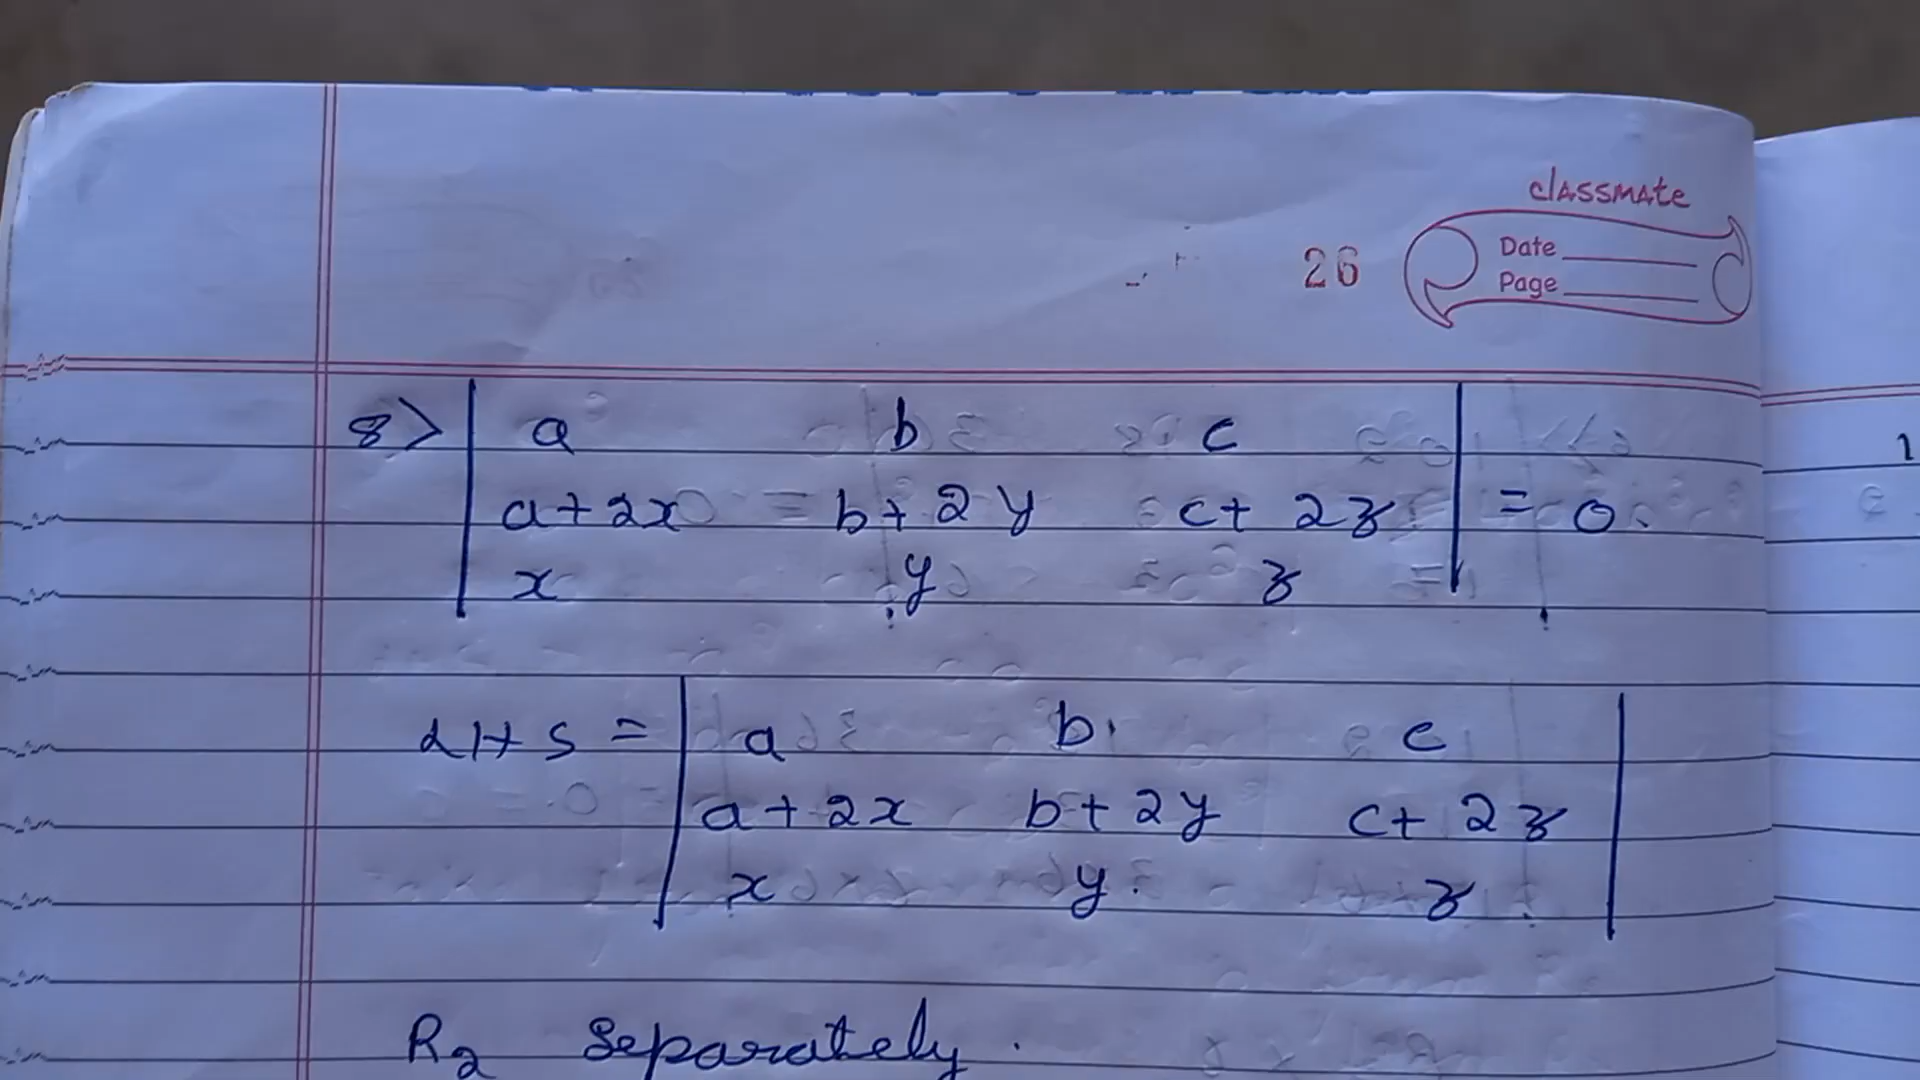 classmate
26
Date
Page
8> | a b c |
| a+2x b+2y c+2z | = 0.
| x y z |
LHS = | a b c |
| a+2x b+2y c+2z |
| x y z |
R2 Separately.